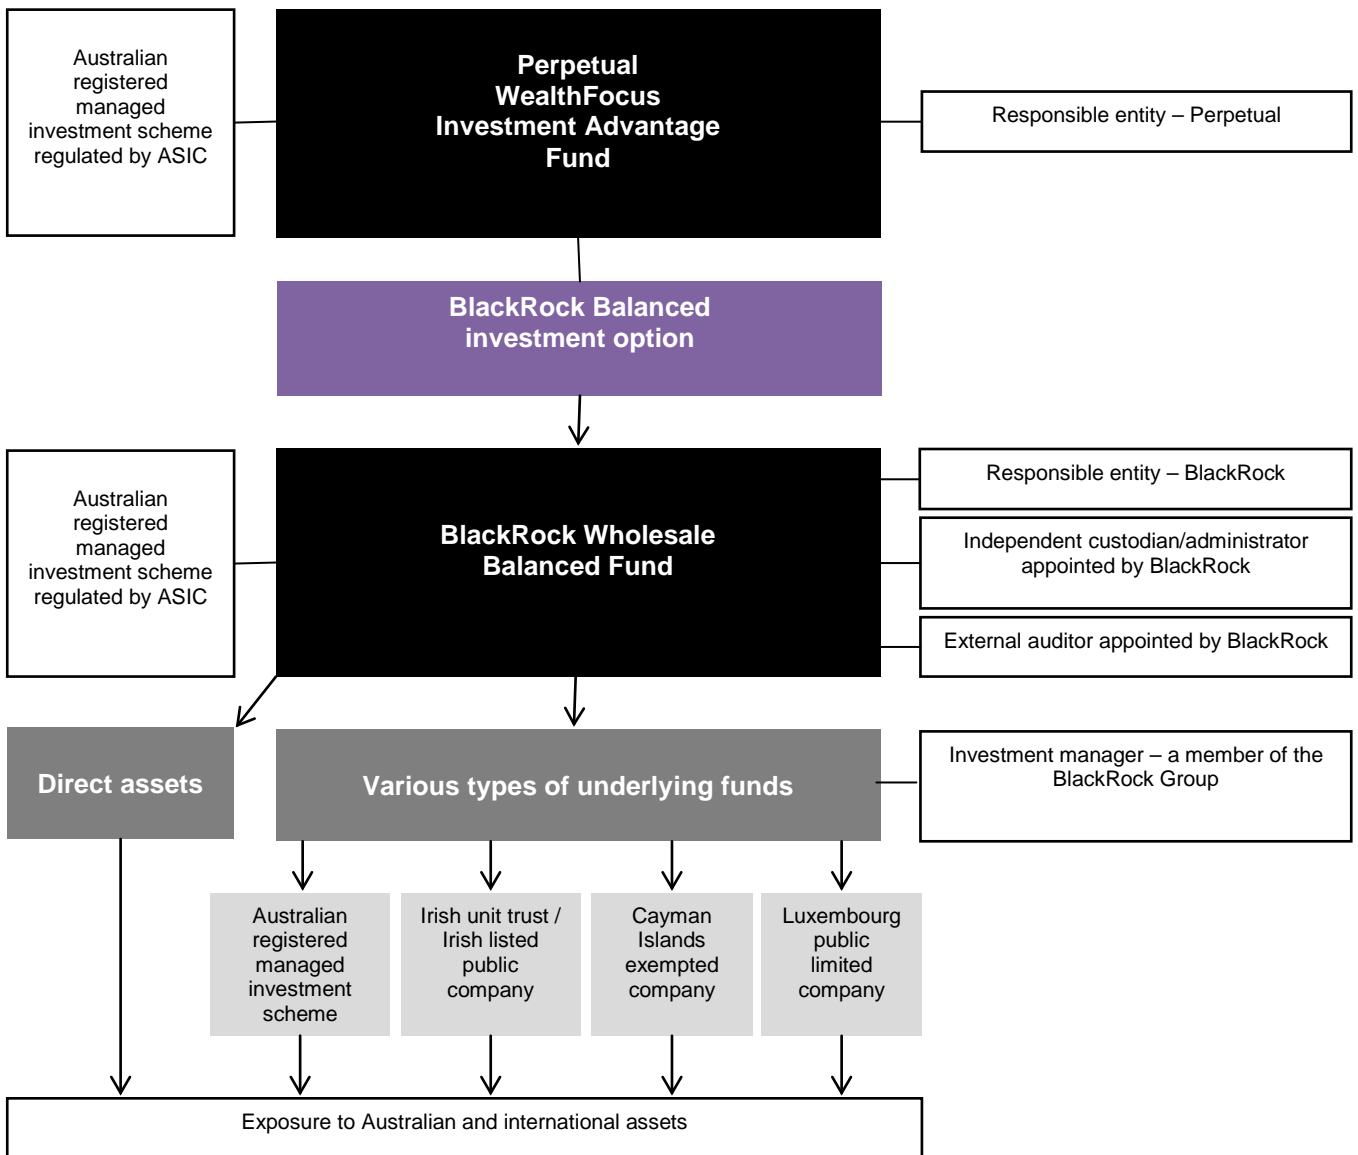 Australian
registered
managed
investment scheme
regulated by ASIC
Perpetual
WealthFocus
Investment Advantage
Fund
Responsible entity – Perpetual
BlackRock Balanced
investment option
Australian
registered
managed
investment scheme
regulated by ASIC
BlackRock Wholesale
Balanced Fund
Responsible entity – BlackRock
Independent custodian/administrator
appointed by BlackRock
External auditor appointed by BlackRock
Direct assets
Various types of underlying funds
Investment manager – a member of the
BlackRock Group
Australian
registered
managed
investment
scheme
Irish unit trust /
Irish listed
public
company
Cayman
Islands
exempted
company
Luxembourg
public
limited
company
Exposure to Australian and international assets